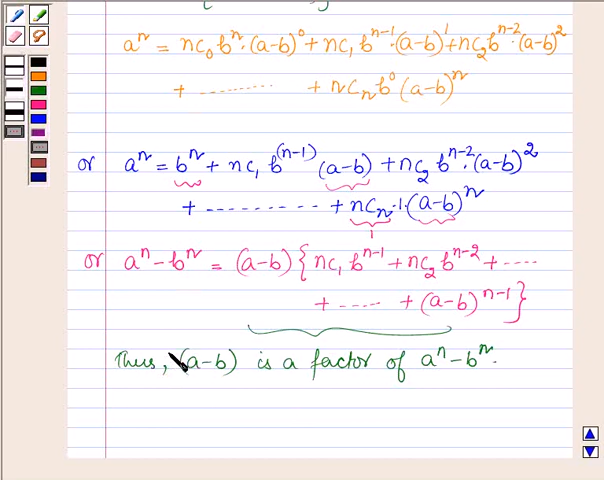 aⁿ = nC₀ bⁿ·(a-b)⁰ + nC₁ bⁿ⁻¹·(a-b)¹ + nC₂ bⁿ⁻²·(a-b)²
+ .......... + nCₙ b⁰ (a-b)ⁿ
or aⁿ = bⁿ + nC₁ b⁽ⁿ⁻¹⁾ (a-b) + nC₂ bⁿ⁻²·(a-b)²
+ ............. + nCₙ·1·(a-b)ⁿ
1
or aⁿ - bⁿ = (a-b) { nC₁ bⁿ⁻¹ + nC₂ bⁿ⁻² + ....
+ ..... + (a-b)ⁿ⁻¹ }
Thus, (a-b) is a factor of aⁿ - bⁿ.